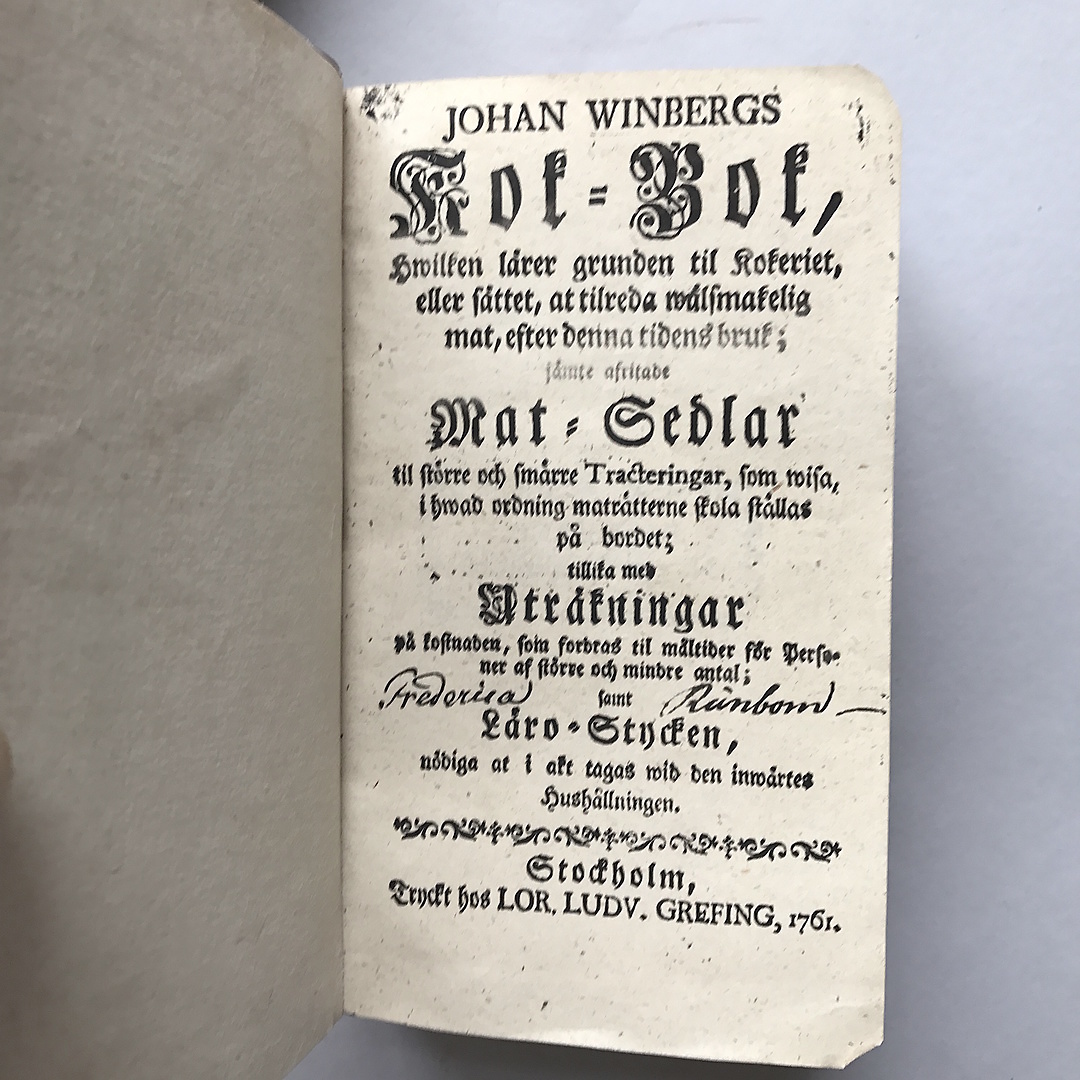 JOHAN WINBERGS
Kok-Bok,
Hwilken lärer grunden til Kokeriet,
eller sättet, at tilreda wälsmakelig
mat, efter denna tidens bruk;
jämte afritade
Mat-Sedlar
til större och smärre Tracteringar, som wisa,
i hwad ordning maträtterne skola ställas
på bordet;
tillika med
Uträkningar
på kostnaden, som fordras til måltider för Perso-
ner af större och mindre antal;
Frederica samt Runbom
Läro-Stycken,
nödiga at i akt tagas wid den inwärtes
Hushållningen.
Stockholm,
Tryckt hos LOR. LUDV. GREFING, 1761.